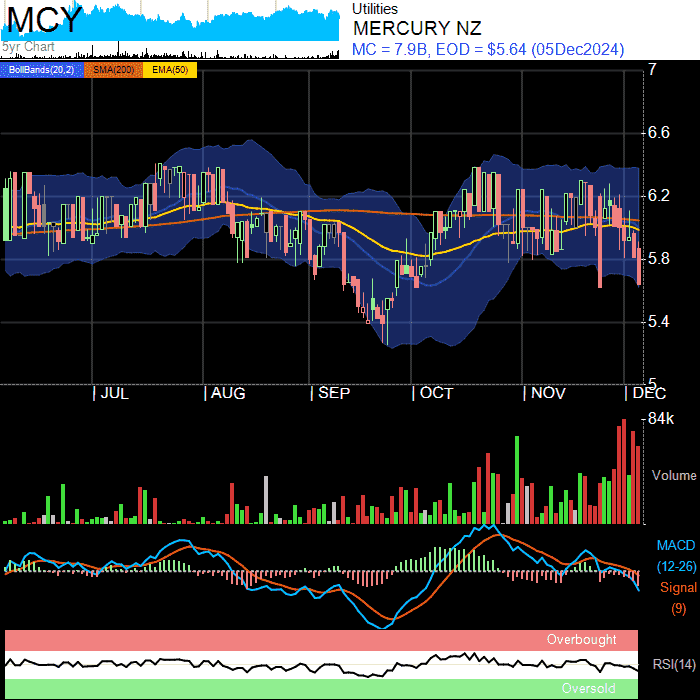 MCY
5yr Chart
Utilities
MERCURY NZ
MC = 7.9B, EOD = $5.64 (05Dec2024)
BollBands(20,2) SMA(200) EMA(50)
7
6.6
6.2
5.8
5.4
5
| JUL | AUG | SEP | OCT | NOV | DEC
84k
Volume
MACD
(12-26)
Signal
(9)
Overbought
RSI(14)
Oversold